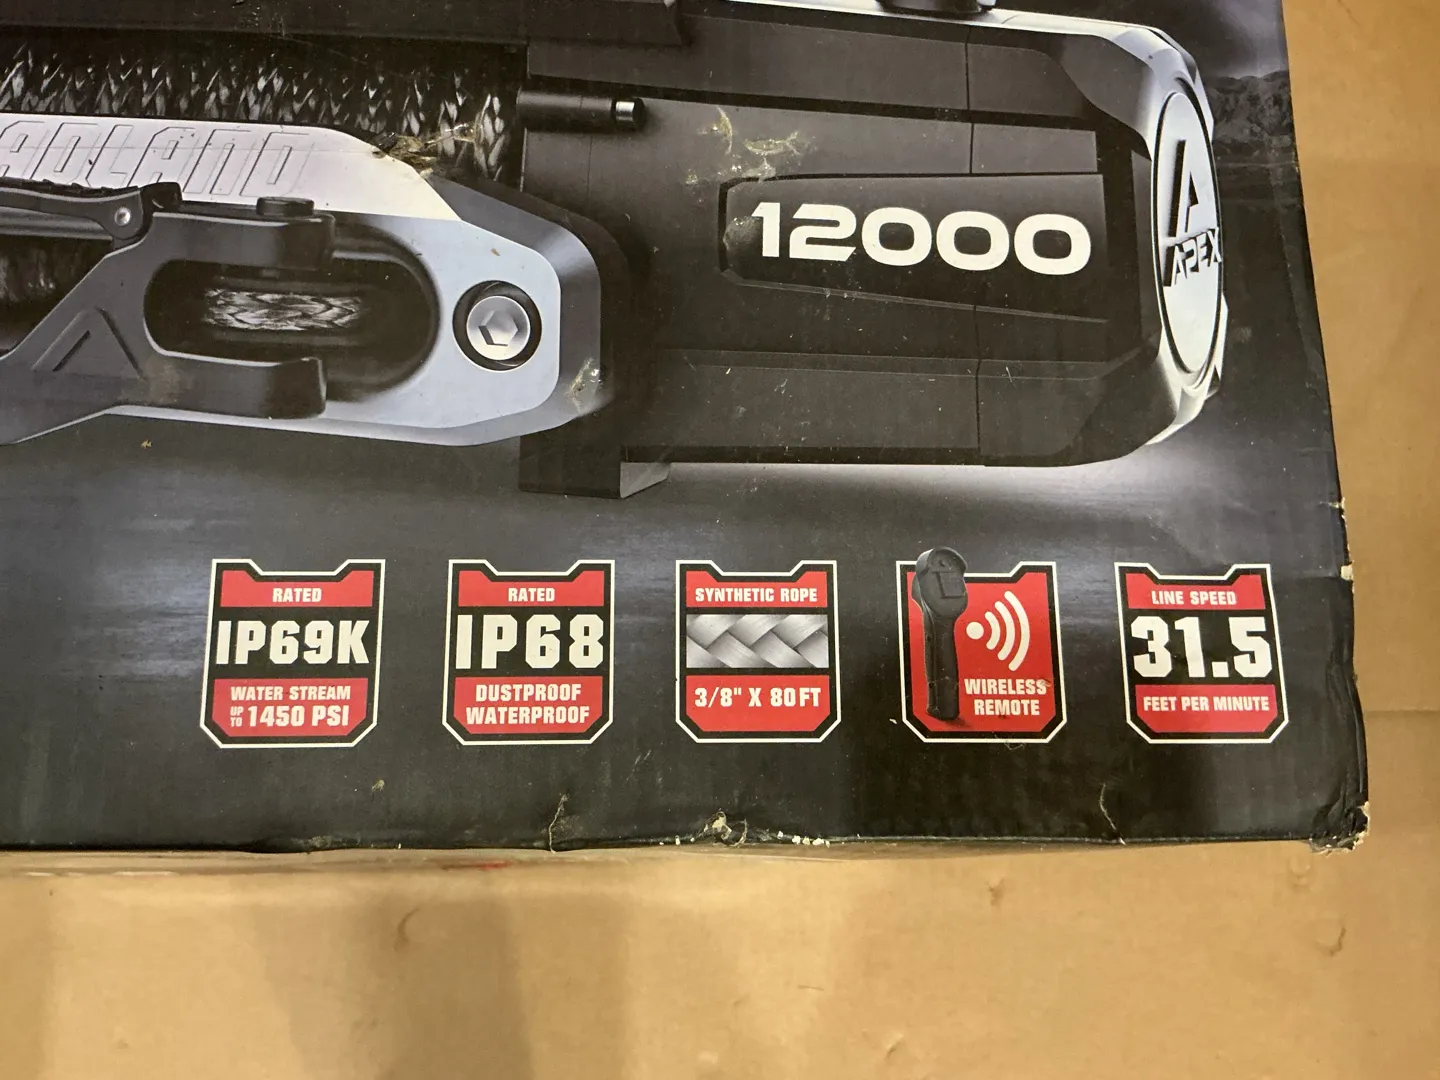 ADLAND
12000
APEX
RATED
IP69K
WATER STREAM
UP TO 1450 PSI
RATED
IP68
DUSTPROOF
WATERPROOF
SYNTHETIC ROPE
3/8" X 80FT
WIRELESS
REMOTE
LINE SPEED
31.5
FEET PER MINUTE